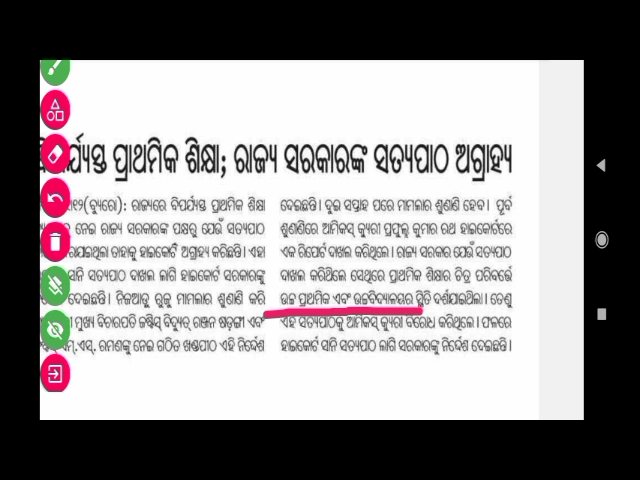 ବିପର୍ଯ୍ୟସ୍ତ ପ୍ରାଥମିକ ଶିକ୍ଷା; ରାଜ୍ୟ ସରକାରଙ୍କ ସତ୍ୟପାଠ ଅଗ୍ରାହ୍ୟ
(ବ୍ୟୁରୋ): ରାଜ୍ୟରେ ବିପର୍ଯ୍ୟସ୍ତ ପ୍ରାଥମିକ ଶିକ୍ଷା
ନେଇ ରାଜ୍ୟ ସରକାରଙ୍କ ପକ୍ଷରୁ ଯେଉଁ ସତ୍ୟପାଠ
ତାହାକୁ ହାଇକୋର୍ଟ ଅଗ୍ରାହ୍ୟ କରିଛନ୍ତି। ଏହା
ସନି ସତ୍ୟପାଠ ଦାଖଲ ଲାଗି ହାଇକୋର୍ଟ ସରକାରଙ୍କୁ
ଦେଇଛନ୍ତି। ନିଜଆଡୁ ରୁଜୁ ମାମଲାର ଶୁଣାଣି କରି
ମୁଖ୍ୟ ବିଚାରପତି ଜଷ୍ଟିସ୍ ବିଦ୍ୟୁତ୍ ରଞ୍ଜନ ଷଡ଼ଙ୍ଗୀ ଏବଂ
ଏମ୍.ଏସ୍. ରମଣଙ୍କୁ ନେଇ ଗଠିତ ଖଣ୍ଡପୀଠ ଏହି ନିର୍ଦ୍ଦେଶ
ଦେଇଛନ୍ତି। ଦୁଇ ସପ୍ତାହ ପରେ ମାମଲାର ଶୁଣାଣି ହେବ। ପୂର୍ବ
ଶୁଣାଣିରେ ଆମିକସ୍ କ୍ୟୁରୀ ପ୍ରଫୁଲ୍ଲ କୁମାର ରଥ ହାଇକୋର୍ଟରେ
ଏକ ରିପୋର୍ଟ ଦାଖଲ କରିଥିଲେ। ରାଜ୍ୟ ସରକାର ଯେଉଁ ସତ୍ୟପାଠ
ଦାଖଲ କରିଥିଲେ ସେଥିରେ ପ୍ରାଥମିକ ଶିକ୍ଷାର ଚିତ୍ର ପରିବର୍ତ୍ତେ
ଉଚ୍ଚ ପ୍ରାଥମିକ ଏବଂ ଉଚ୍ଚବିଦ୍ୟାଳୟର ସ୍ଥିତି ଦର୍ଶାଯାଇଥିଲା। ତେଣୁ
ଏହି ସତ୍ୟପାଠକୁ ଆମିକସ୍ କ୍ୟୁରୀ ବିରୋଧ କରିଥିଲେ। ଫଳରେ
ହାଇକୋର୍ଟ ସନି ସତ୍ୟପାଠ ଲାଗି ସରକାରଙ୍କୁ ନିର୍ଦ୍ଦେଶ ଦେଇଛନ୍ତି।